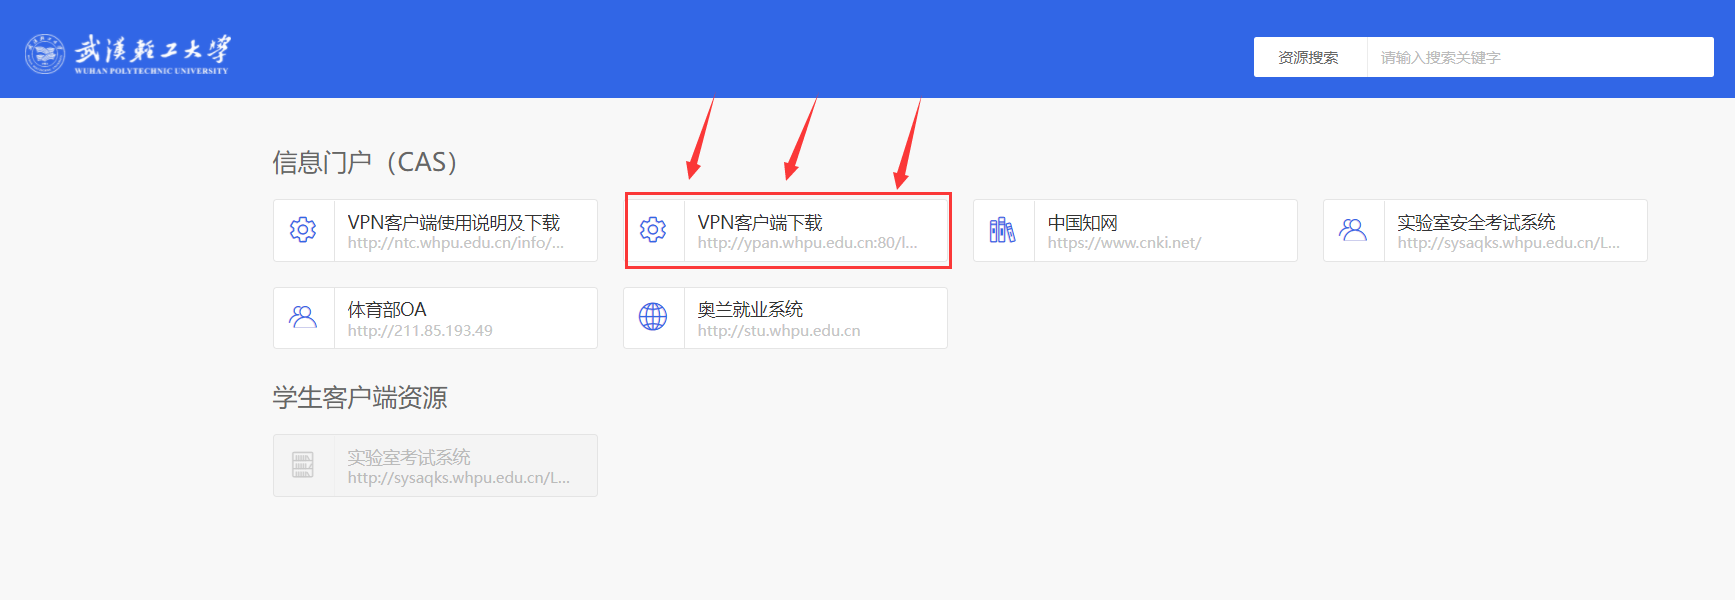 武漢輕工大學
WUHAN POLYTECHNIC UNIVERSITY
资源搜索
请输入搜索关键字
信息门户（CAS）
VPN客户端使用说明及下载
http://ntc.whpu.edu.cn/info/...
VPN客户端下载
http://ypan.whpu.edu.cn:80/l...
中国知网
https://www.cnki.net/
实验室安全考试系统
http://sysaqks.whpu.edu.cn/L...
体育部OA
http://211.85.193.49
奥兰就业系统
http://stu.whpu.edu.cn
学生客户端资源
实验室考试系统
http://sysaqks.whpu.edu.cn/L...